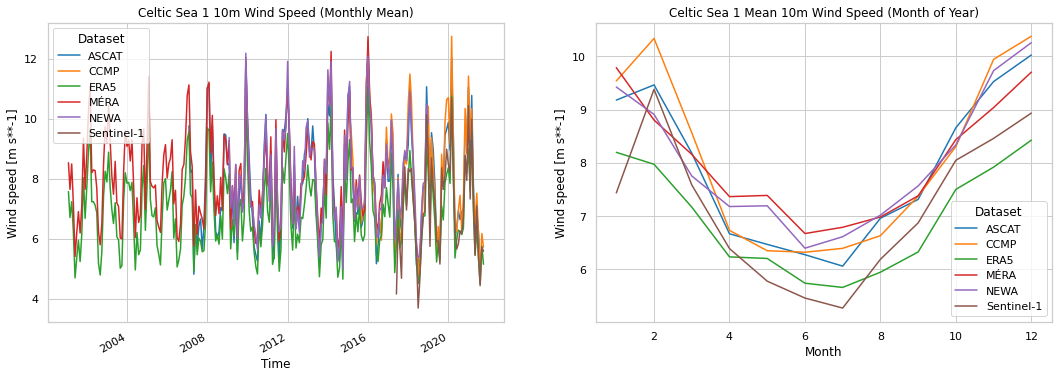 Celtic Sea 1 10m Wind Speed (Monthly Mean)
Wind speed [m s**-1]
12
10
8
6
4
Dataset
ASCAT
CCMP
ERA5
MÉRA
NEWA
Sentinel-1
2004
2008
2012
2016
2020
Time
Celtic Sea 1 Mean 10m Wind Speed (Month of Year)
Wind speed [m s**-1]
10
9
8
7
6
Dataset
ASCAT
CCMP
ERA5
MÉRA
NEWA
Sentinel-1
2
4
6
8
10
12
Month